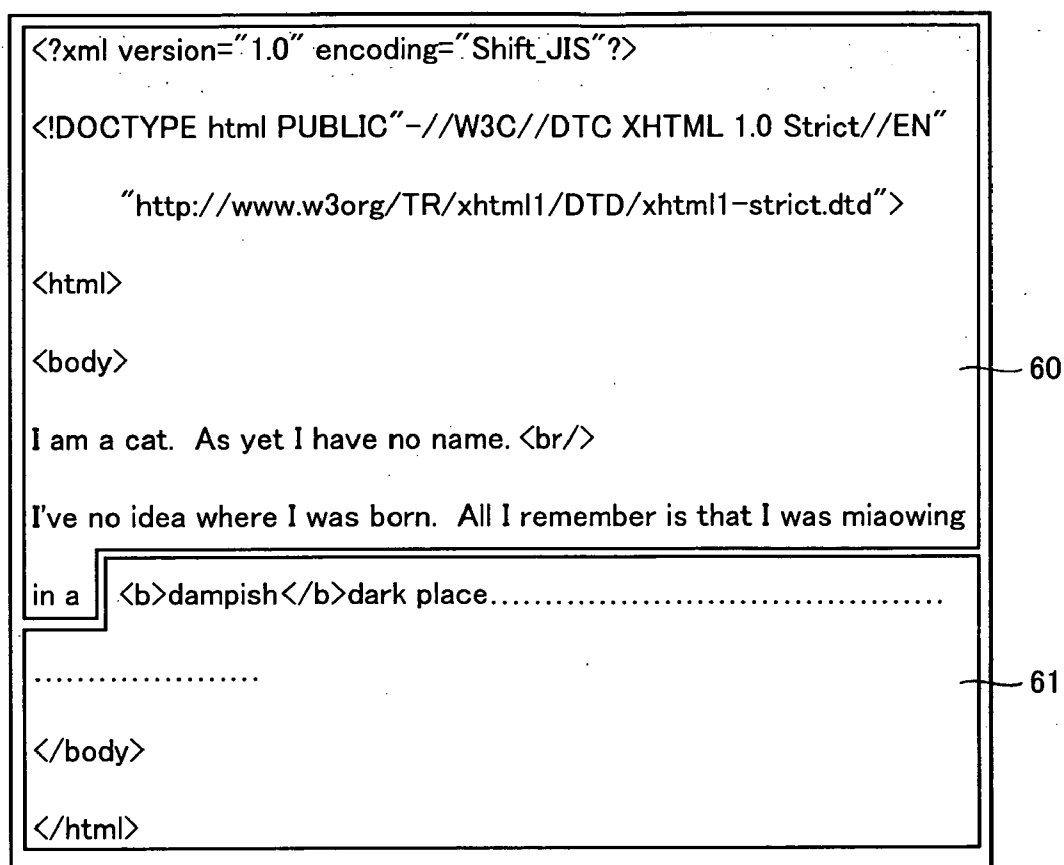 <?xml version="1.0" encoding="Shift_JIS"?>
<!DOCTYPE html PUBLIC"-//W3C//DTC XHTML 1.0 Strict//EN"
"http://www.w3org/TR/xhtml1/DTD/xhtml1-strict.dtd">
<html>
<body>
60
I am a cat. As yet I have no name. <br/>
I've no idea where I was born. All I remember is that I was miaowing
in a <b>dampish</b>dark place..........................................
.....................
61
</body>
</html>